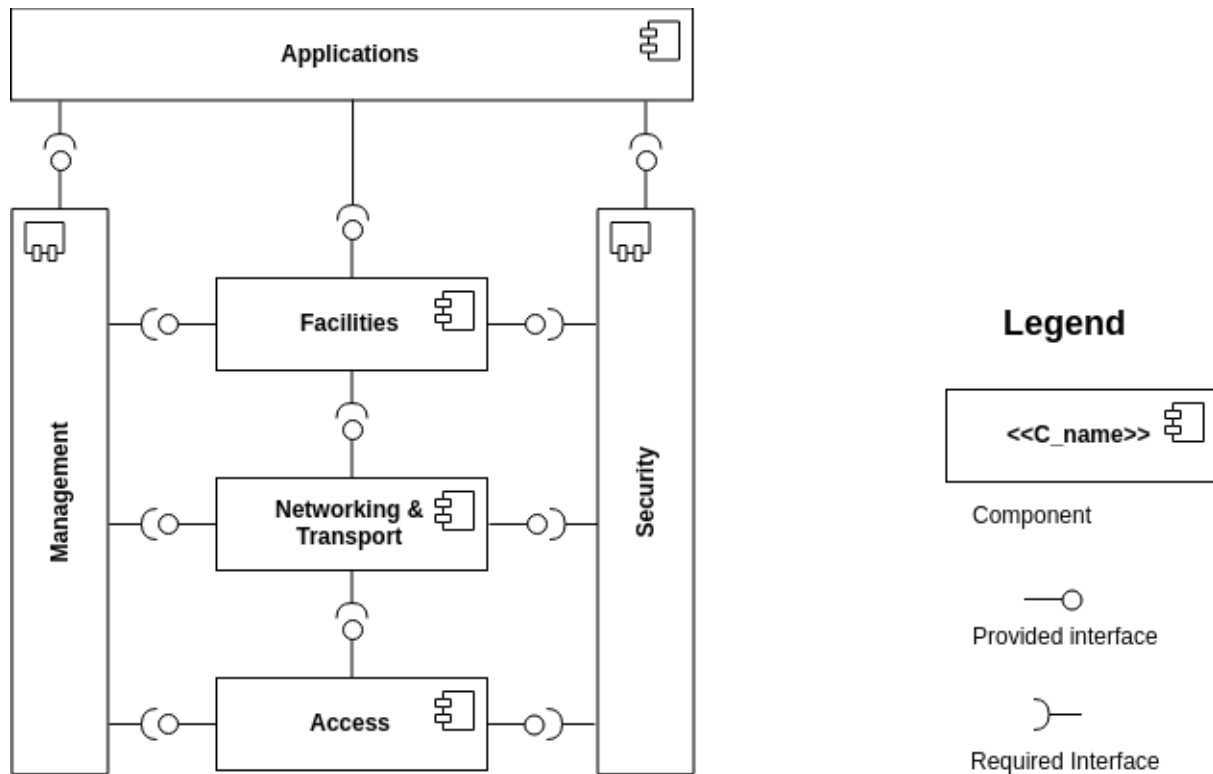 Applications
Facilities
Networking &
Transport
Access
Management
Security
Legend
<<C_name>>
Component
Provided interface
Required Interface